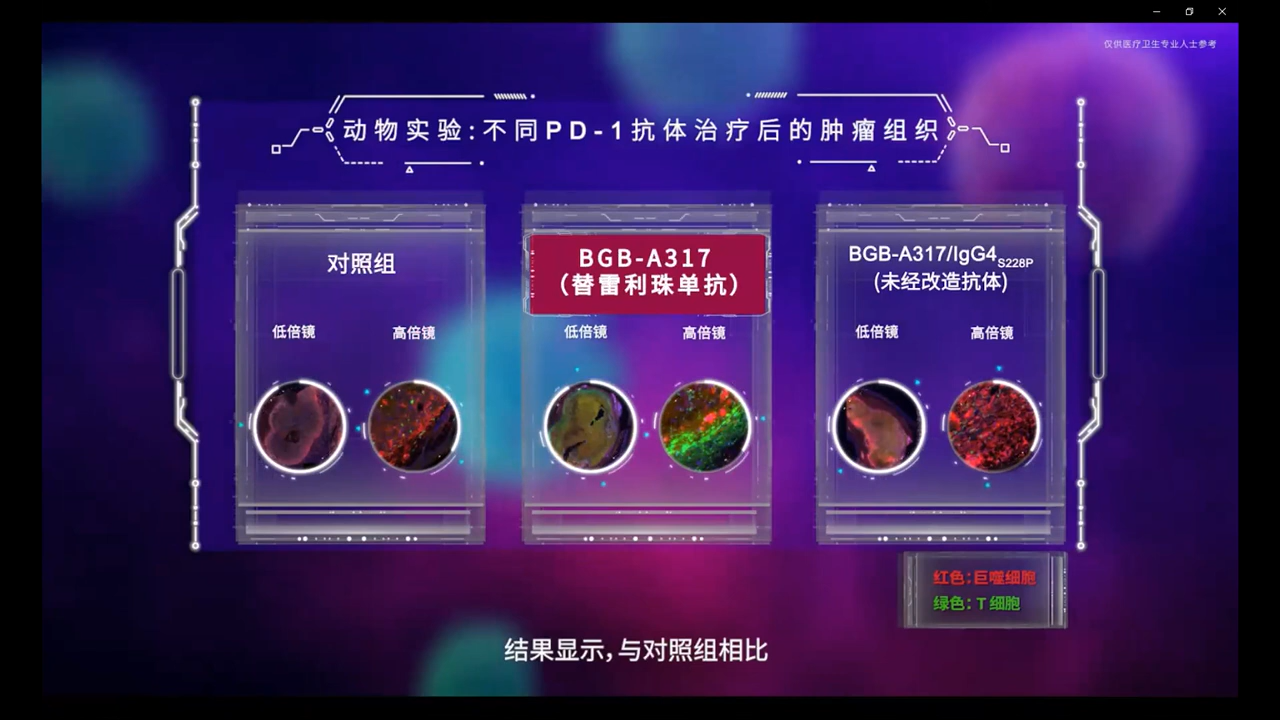 仅供医疗卫生专业人士参考
动物实验:不同PD-1抗体治疗后的肿瘤组织
对照组
低倍镜 高倍镜
BGB-A317
(替雷利珠单抗)
低倍镜 高倍镜
BGB-A317/IgG4S228P
(未经改造抗体)
低倍镜 高倍镜
红色:巨噬细胞
绿色:T细胞
结果显示,与对照组相比